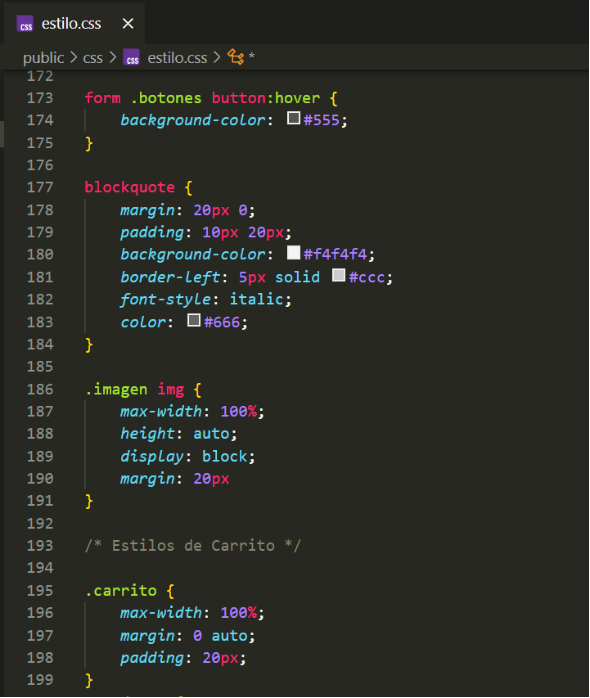 estilo.css ×
public > css > estilo.css > *
172
173 form .botones button:hover {
174 background-color: #555;
175 }
176
177 blockquote {
178 margin: 20px 0;
179 padding: 10px 20px;
180 background-color: #f4f4f4;
181 border-left: 5px solid #ccc;
182 font-style: italic;
183 color: #666;
184 }
185
186 .imagen img {
187 max-width: 100%;
188 height: auto;
189 display: block;
190 margin: 20px
191 }
192
193 /* Estilos de Carrito */
194
195 .carrito {
196 max-width: 100%;
197 margin: 0 auto;
198 padding: 20px;
199 }